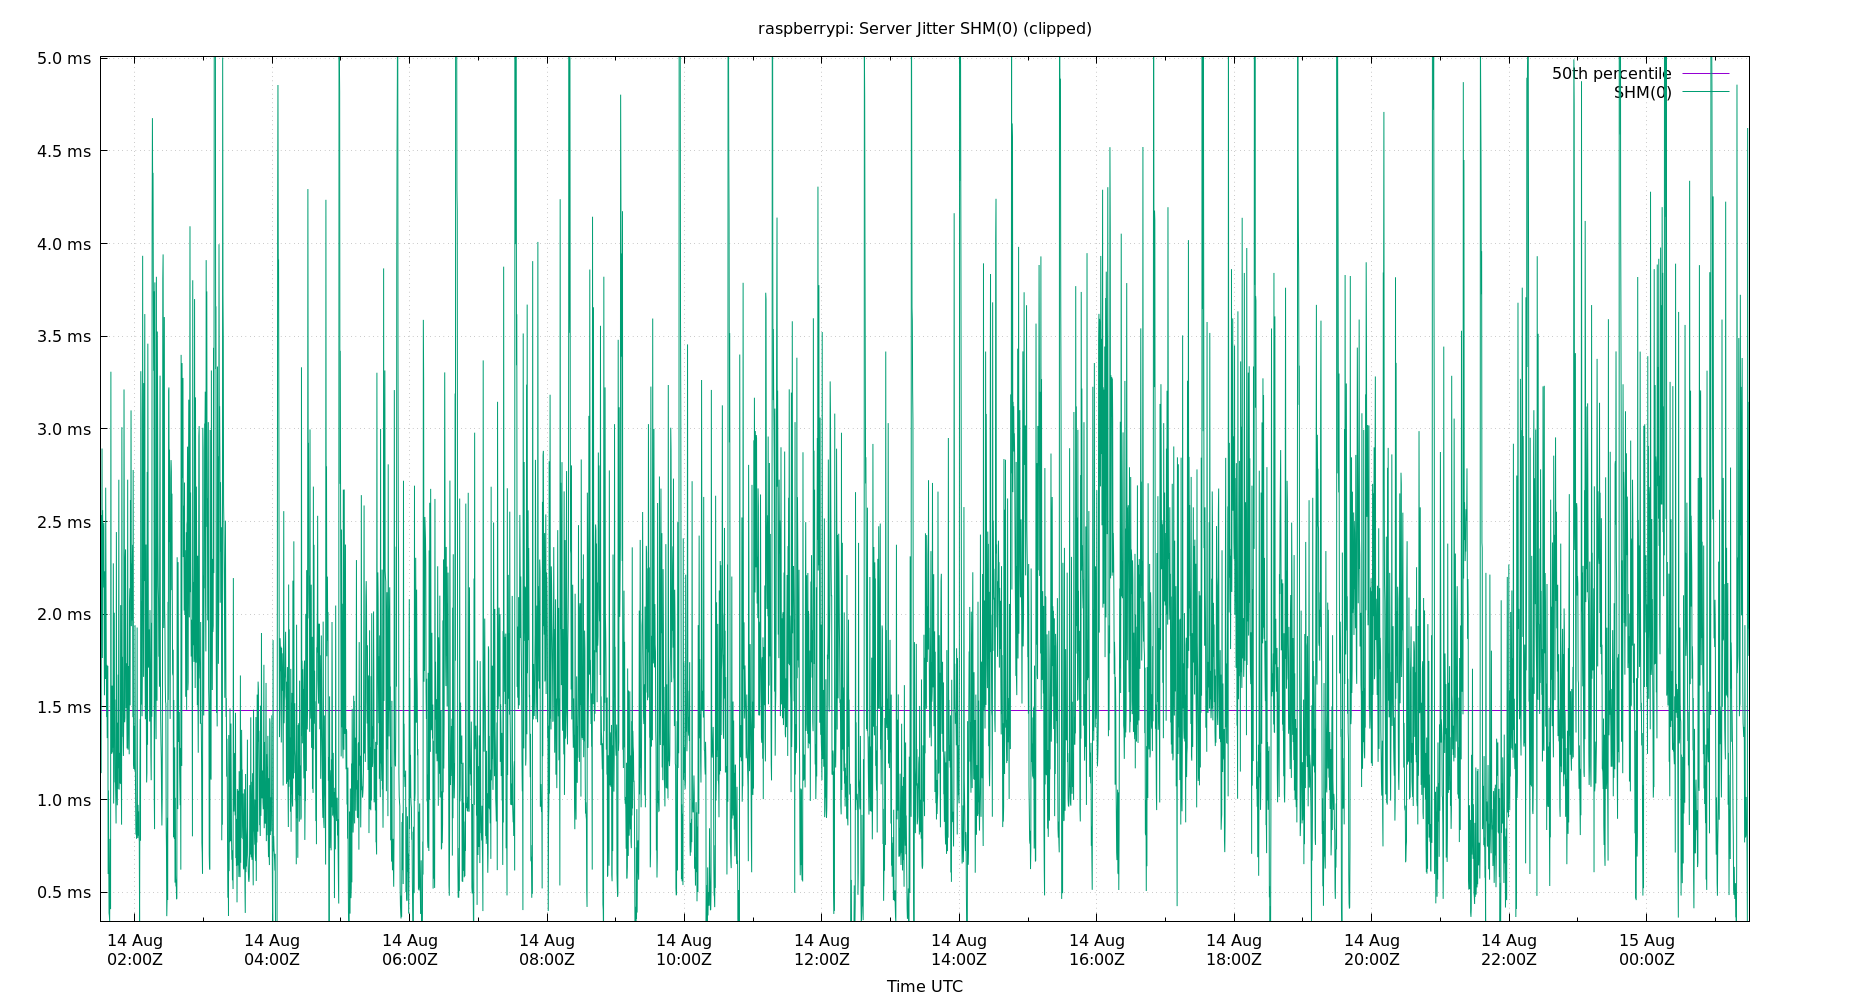 raspberrypi: Server Jitter SHM(0) (clipped)
5.0 ms
4.5 ms
4.0 ms
3.5 ms
3.0 ms
2.5 ms
2.0 ms
1.5 ms
1.0 ms
0.5 ms
50th percentile
SHM(0)
14 Aug 14 Aug 14 Aug 14 Aug 14 Aug 14 Aug 14 Aug 14 Aug 14 Aug 14 Aug 14 Aug 15 Aug
02:00Z 04:00Z 06:00Z 08:00Z 10:00Z 12:00Z 14:00Z 16:00Z 18:00Z 20:00Z 22:00Z 00:00Z
Time UTC